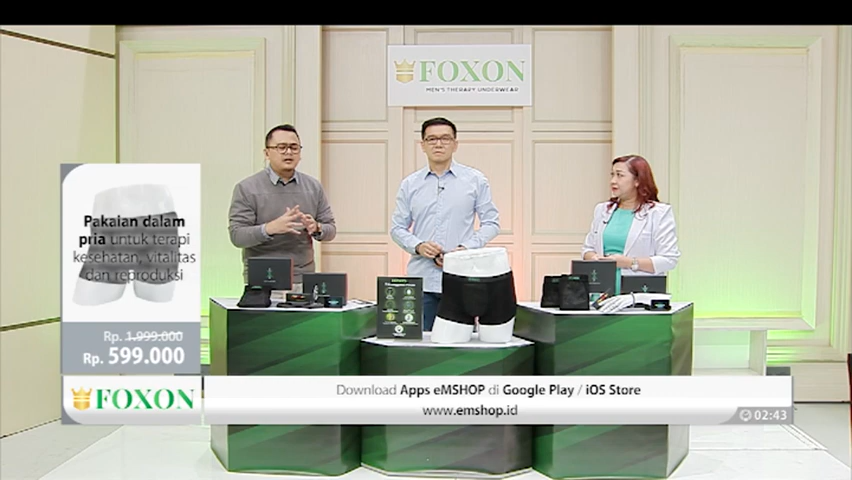 FOXON
MEN'S THERAPY UNDERWEAR
Pakaian dalam
pria untuk terapi
kesehatan, vitalitas
dan reproduksi
Rp. 1.999.000
Rp. 599.000
FOXON
Download Apps eMSHOP di Google Play / iOS Store
www.emshop.id
02:43